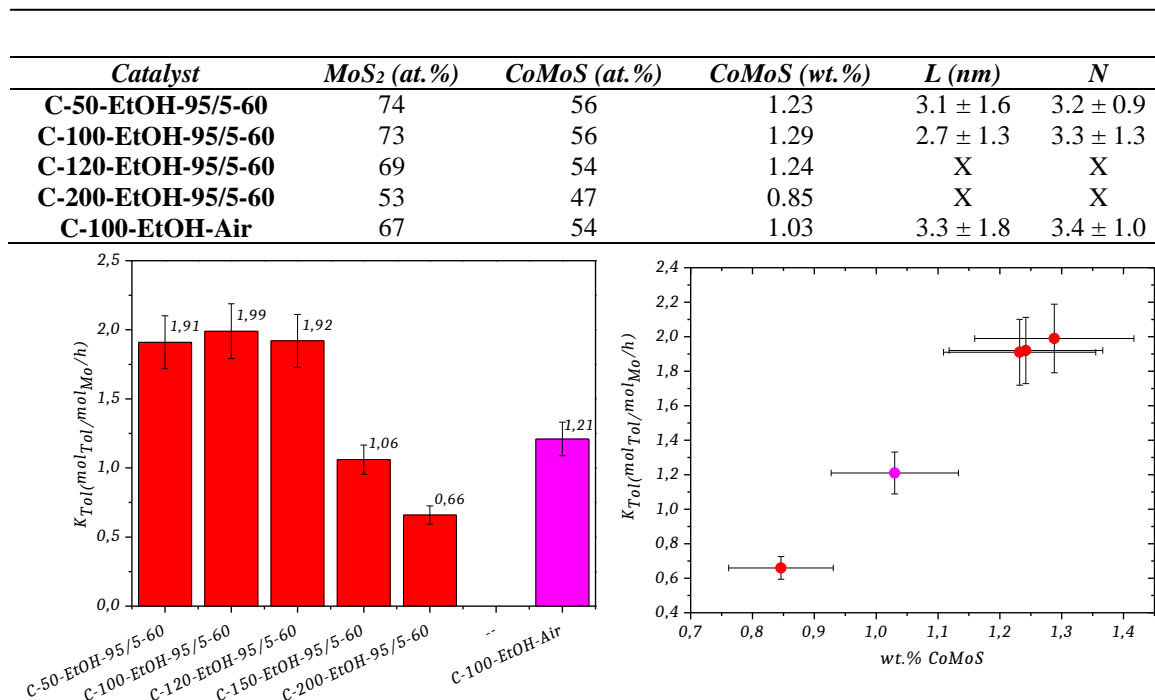 Catalyst MoS₂ (at.%) CoMoS (at.%) CoMoS (wt.%) L (nm) N
C-50-EtOH-95/5-60 74 56 1.23 3.1 ± 1.6 3.2 ± 0.9
C-100-EtOH-95/5-60 73 56 1.29 2.7 ± 1.3 3.3 ± 1.3
C-120-EtOH-95/5-60 69 54 1.24 X X
C-200-EtOH-95/5-60 53 47 0.85 X X
C-100-EtOH-Air 67 54 1.03 3.3 ± 1.8 3.4 ± 1.0
K_Tol(mol_Tol/mol_Mo/h)
2,5
2,0
1,5
1,0
0,5
0,0
1,91
1,99
1,92
1,06
0,66
1,21
C-50-EtOH-95/5-60
C-100-EtOH-95/5-60
C-120-EtOH-95/5-60
C-150-EtOH-95/5-60
C-200-EtOH-95/5-60
--
C-100-EtOH-Air
K_Tol(mol_Tol/mol_Mo/h)
2,4
2,2
2,0
1,8
1,6
1,4
1,2
1,0
0,8
0,6
0,4
0,7 0,8 0,9 1,0 1,1 1,2 1,3 1,4
wt.% CoMoS